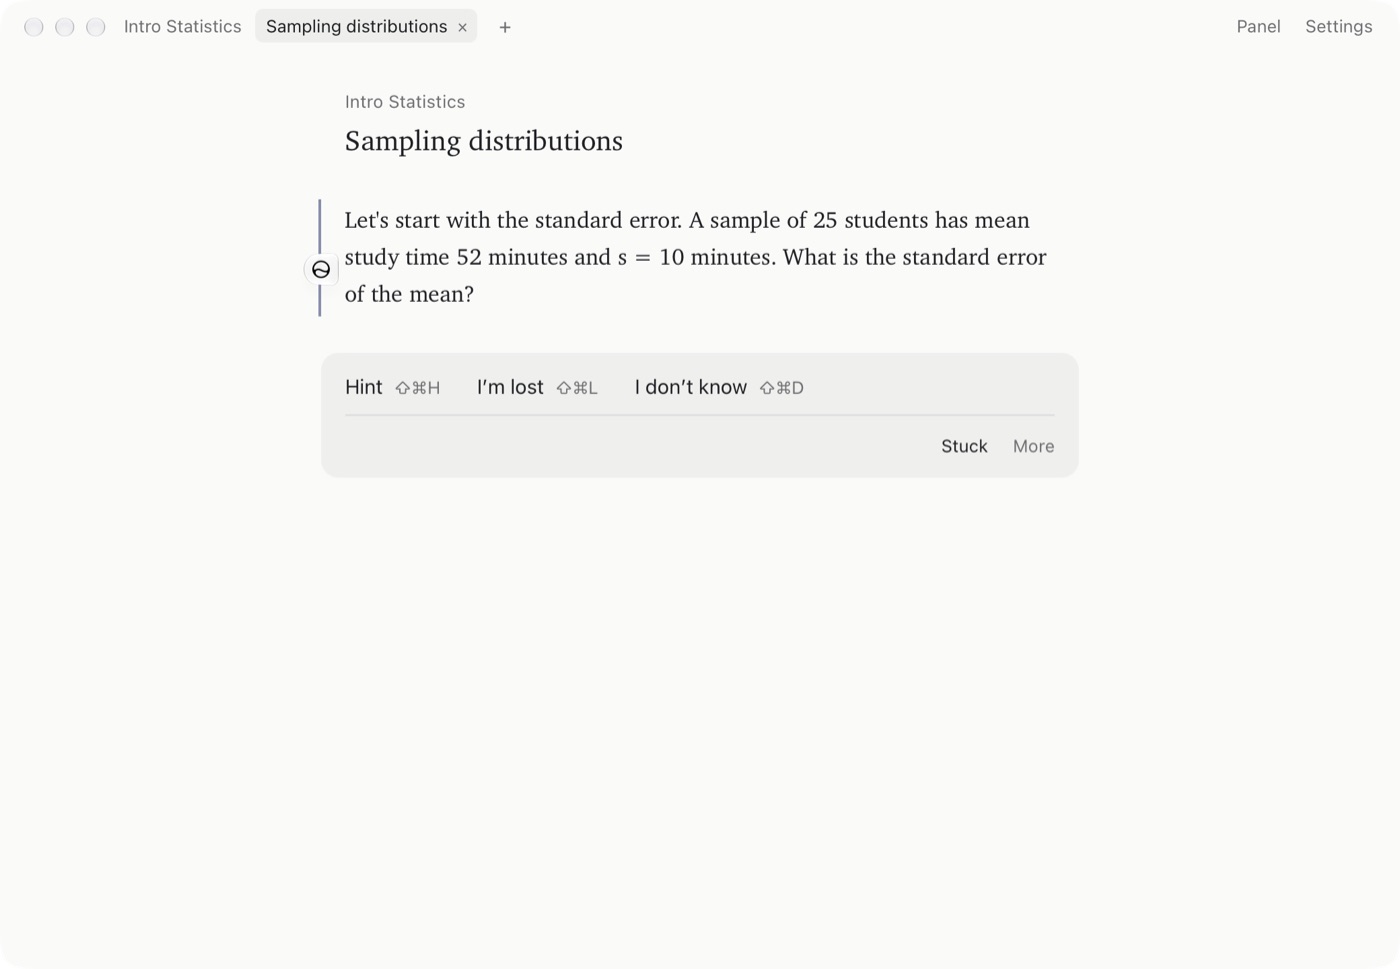 Intro Statistics
Sampling distributions ×
+
Panel
Settings
Intro Statistics
Sampling distributions
Let's start with the standard error. A sample of 25 students has mean
study time 52 minutes and s = 10 minutes. What is the standard error
of the mean?
Hint ⇧⌘H I’m lost ⇧⌘L I don’t know ⇧⌘D
Stuck More